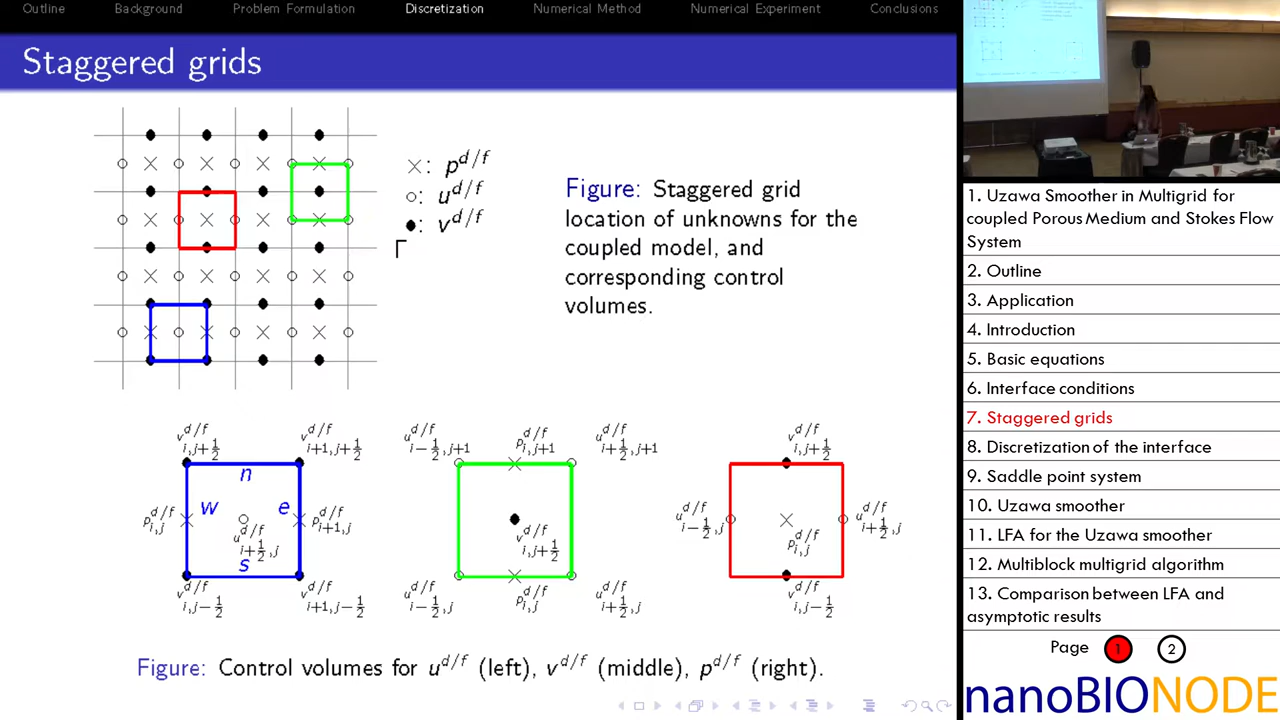 Outline Background Problem Formulation Discretization Numerical Method Numerical Experiment Conclusions
Staggered grids
×: p^{d/f}
○: u^{d/f}
●: v^{d/f}
Γ
Figure: Staggered grid
location of unknowns for the
coupled model, and
corresponding control
volumes.
v^{d/f}_{i,j+1/2} v^{d/f}_{i+1,j+1/2}
n
w e
p^{d/f}_{i,j} p^{d/f}_{i+1,j}
u^{d/f}_{i+1/2,j}
s
v^{d/f}_{i,j-1/2} v^{d/f}_{i+1,j-1/2}
u^{d/f}_{i-1/2,j+1} p^{d/f}_{i,j+1} u^{d/f}_{i+1/2,j+1}
v^{d/f}_{i,j+1/2}
u^{d/f}_{i-1/2,j} p^{d/f}_{i,j} u^{d/f}_{i+1/2,j}
v^{d/f}_{i,j+1/2}
u^{d/f}_{i-1/2,j} u^{d/f}_{i+1/2,j}
p^{d/f}_{i,j}
v^{d/f}_{i,j-1/2}
Figure: Control volumes for u^{d/f} (left), v^{d/f} (middle), p^{d/f} (right).
1. Uzawa Smoother in Multigrid for
coupled Porous Medium and Stokes Flow
System
2. Outline
3. Application
4. Introduction
5. Basic equations
6. Interface conditions
7. Staggered grids
8. Discretization of the interface
9. Saddle point system
10. Uzawa smoother
11. LFA for the Uzawa smoother
12. Multiblock multigrid algorithm
13. Comparison between LFA and
asymptotic results
Page 1 2
nanoBIONODE